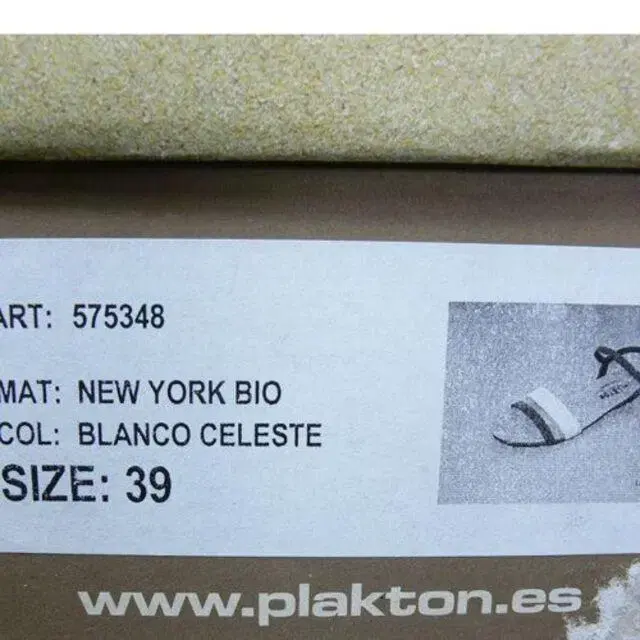 ART: 575348
MAT: NEW YORK BIO
COL: BLANCO CELESTE
SIZE: 39
www.plakton.es